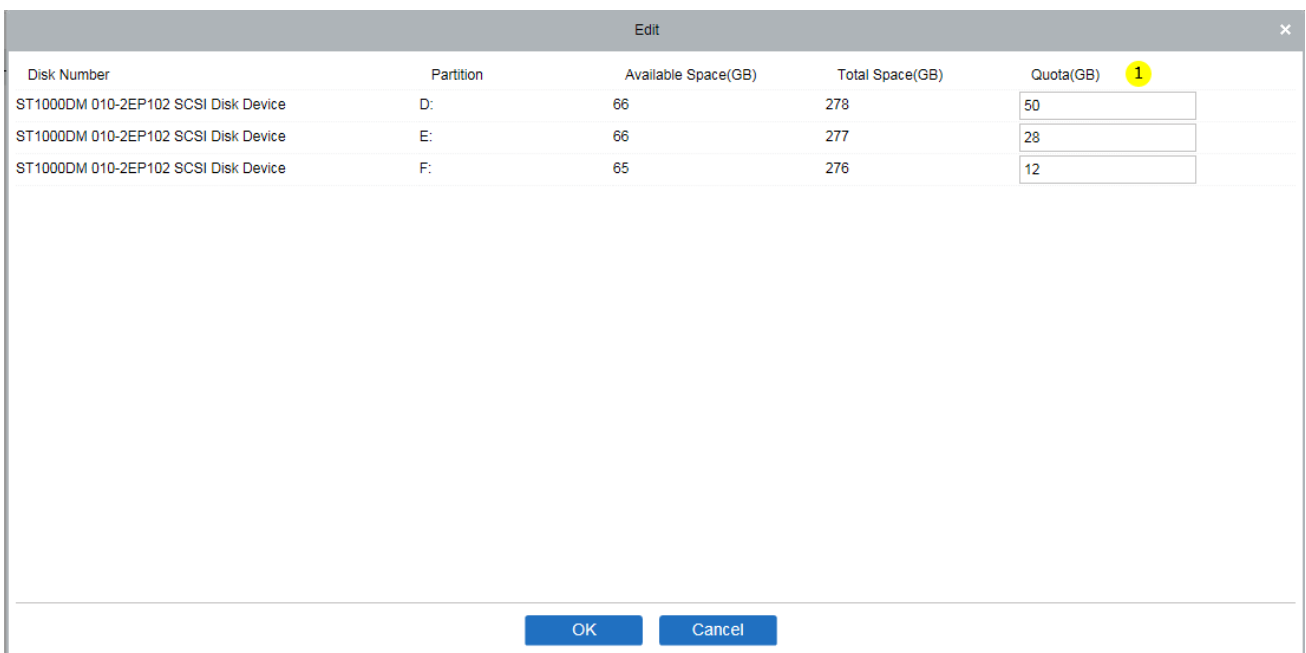 Edit ×
Disk Number Partition Available Space(GB) Total Space(GB) Quota(GB) 1
ST1000DM 010-2EP102 SCSI Disk Device D: 66 278 50
ST1000DM 010-2EP102 SCSI Disk Device E: 66 277 28
ST1000DM 010-2EP102 SCSI Disk Device F: 65 276 12
OK Cancel